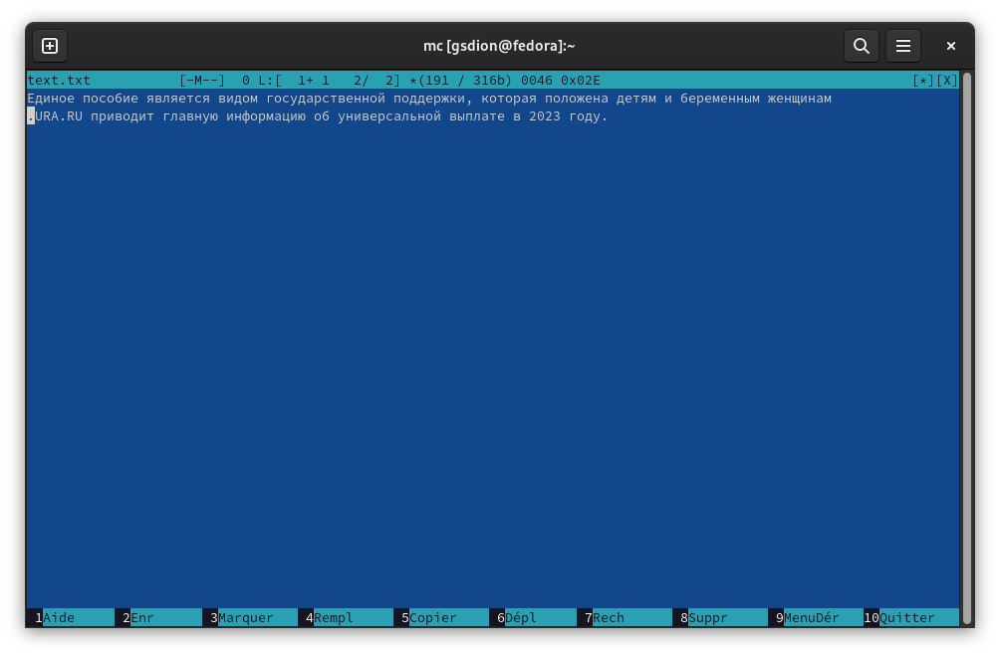 mc [gsdion@fedora]:~
text.txt [-M--] 0 L:[ 1+ 1 2/ 2] *(191 / 316b) 0046 0x02E [*][X]
Единое пособие является видом государственной поддержки, которая положена детям и беременным женщинам
.URA.RU приводит главную информацию об универсальной выплате в 2023 году.
1Aide 2Enr 3Marquer 4Rempl 5Copier 6Dépl 7Rech 8Suppr 9MenuDér 10Quitter